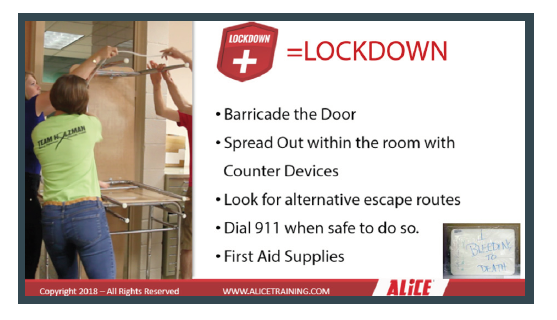 LOCKDOWN
=LOCKDOWN
• Barricade the Door
• Spread Out within the room with
Counter Devices
• Look for alternative escape routes
• Dial 911 when safe to do so.
• First Aid Supplies
TEAM
1
BLEEDING
TO
DEATH
Copyright 2018 – All Rights Reserved
WWW.ALICETRAINING.COM
ALiCE